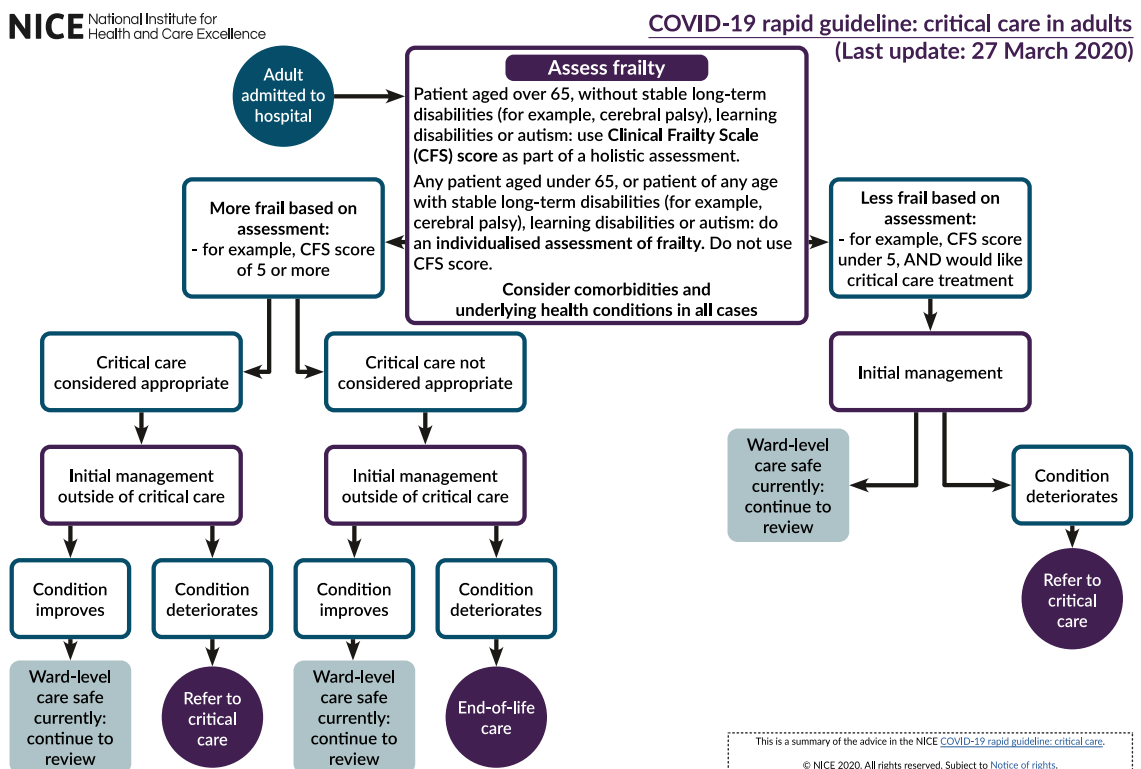 NICE National Institute for
Health and Care Excellence
COVID-19 rapid guideline: critical care in adults
(Last update: 27 March 2020)
Adult
admitted to
hospital
Assess frailty
Patient aged over 65, without stable long-term
disabilities (for example, cerebral palsy), learning
disabilities or autism: use Clinical Frailty Scale
(CFS) score as part of a holistic assessment.
Any patient aged under 65, or patient of any age
with stable long-term disabilities (for example,
cerebral palsy), learning disabilities or autism: do
an individualised assessment of frailty. Do not use
CFS score.
Consider comorbidities and
underlying health conditions in all cases
More frail based on
assessment:
- for example, CFS score
of 5 or more
Less frail based on
assessment:
- for example, CFS score
under 5, AND would like
critical care treatment
Critical care
considered appropriate
Critical care not
considered appropriate
Initial management
Initial management
outside of critical care
Initial management
outside of critical care
Ward-level
care safe
currently:
continue to
review
Condition
deteriorates
Condition
improves
Condition
deteriorates
Condition
improves
Condition
deteriorates
Refer to
critical
care
Ward-level
care safe
currently:
continue to
review
Refer to
critical
care
Ward-level
care safe
currently:
continue to
review
End-of-life
care
This is a summary of the advice in the NICE COVID-19 rapid guideline: critical care.
© NICE 2020. All rights reserved. Subject to Notice of rights.